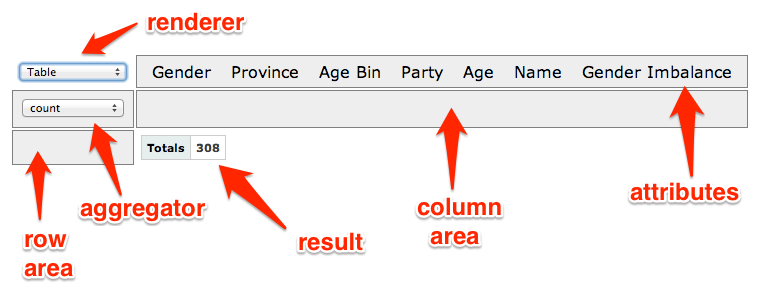 renderer
Table
Gender Province Age Bin Party Age Name Gender Imbalance
count
Totals 308
aggregator
row
area
result
column
area
attributes